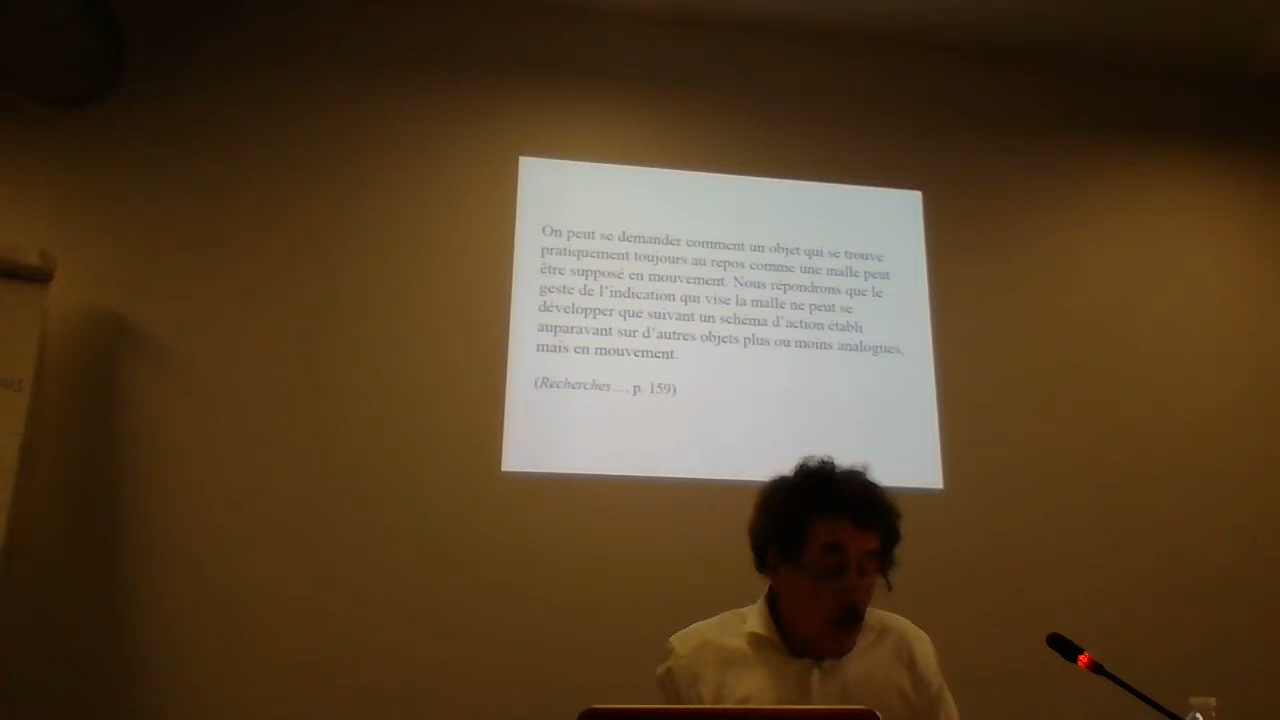 On peut se demander comment un objet qui se trouve
pratiquement toujours au repos comme une malle peut
être supposé en mouvement. Nous répondrons que le
geste de l'indication qui vise la malle ne peut se
développer que suivant un schéma d'action établi
auparavant sur d'autres objets plus ou moins analogues,
mais en mouvement.
(Recherches…. p. 159)